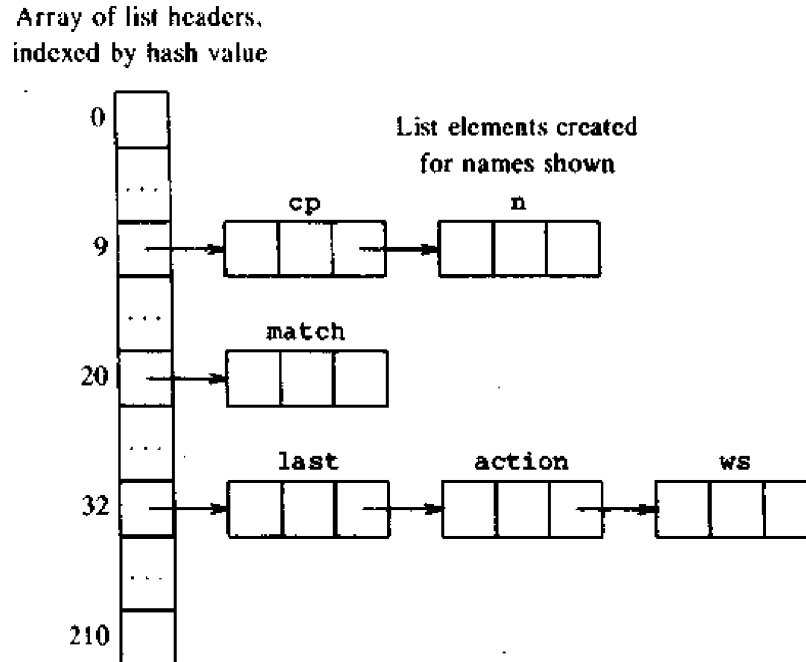 Array of list headers,
indexed by hash value
0
List elements created
for names shown
...
cp n
9
...
match
20
...
last action ws
32
...
210